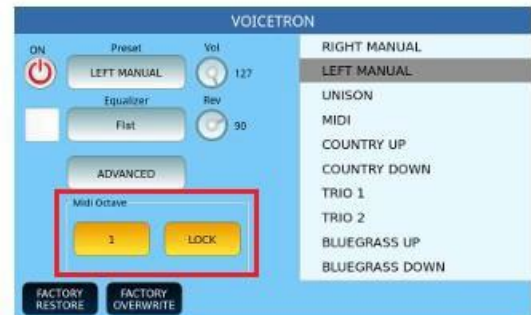 VOICETRON
ON
Preset
Vol
LEFT MANUAL
127
Equalizer
Rev
Flat
90
ADVANCED
Midi Octave
1
LOCK
FACTORY
RESTORE
FACTORY
OVERWRITE
RIGHT MANUAL
LEFT MANUAL
UNISON
MIDI
COUNTRY UP
COUNTRY DOWN
TRIO 1
TRIO 2
BLUEGRASS UP
BLUEGRASS DOWN